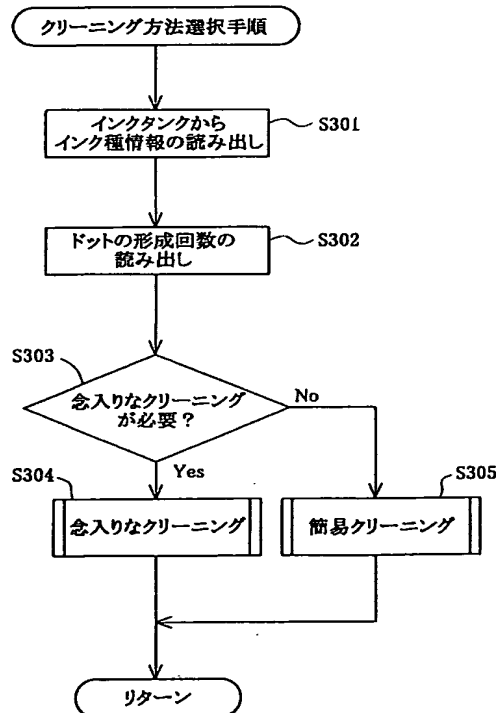 クリーニング方法選択手順
インクタンクから
インク種情報の読み出し
S301
ドットの形成回数の
読み出し
S302
S303
念入りなクリーニング
が必要？
No
Yes
S304
念入りなクリーニング
S305
簡易クリーニング
リターン